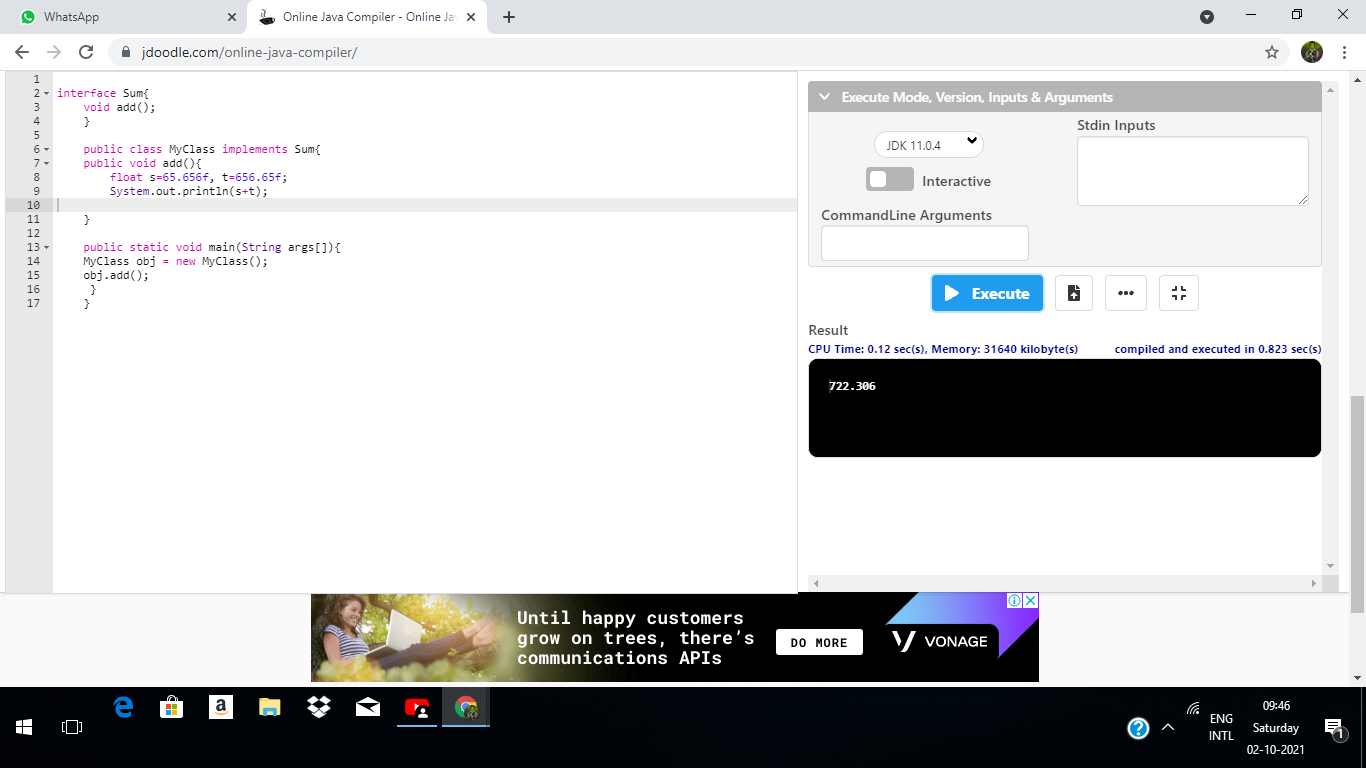 WhatsApp
Online Java Compiler - Online Ja
jdoodle.com/online-java-compiler/
1
2 interface Sum{
3 void add();
4 }
5
6 public class MyClass implements Sum{
7 public void add(){
8 float s=65.656f, t=656.65f;
9 System.out.println(s+t);
10
11 }
12
13 public static void main(String args[]){
14 MyClass obj = new MyClass();
15 obj.add();
16 }
17 }
Execute Mode, Version, Inputs & Arguments
JDK 11.0.4
Interactive
Stdin Inputs
CommandLine Arguments
Execute
Result
CPU Time: 0.12 sec(s), Memory: 31640 kilobyte(s)
compiled and executed in 0.823 sec(s)
722.306
Until happy customers
grow on trees, there's
communications APIs
DO MORE
VONAGE
ENG
INTL
09:46
Saturday
02-10-2021
1